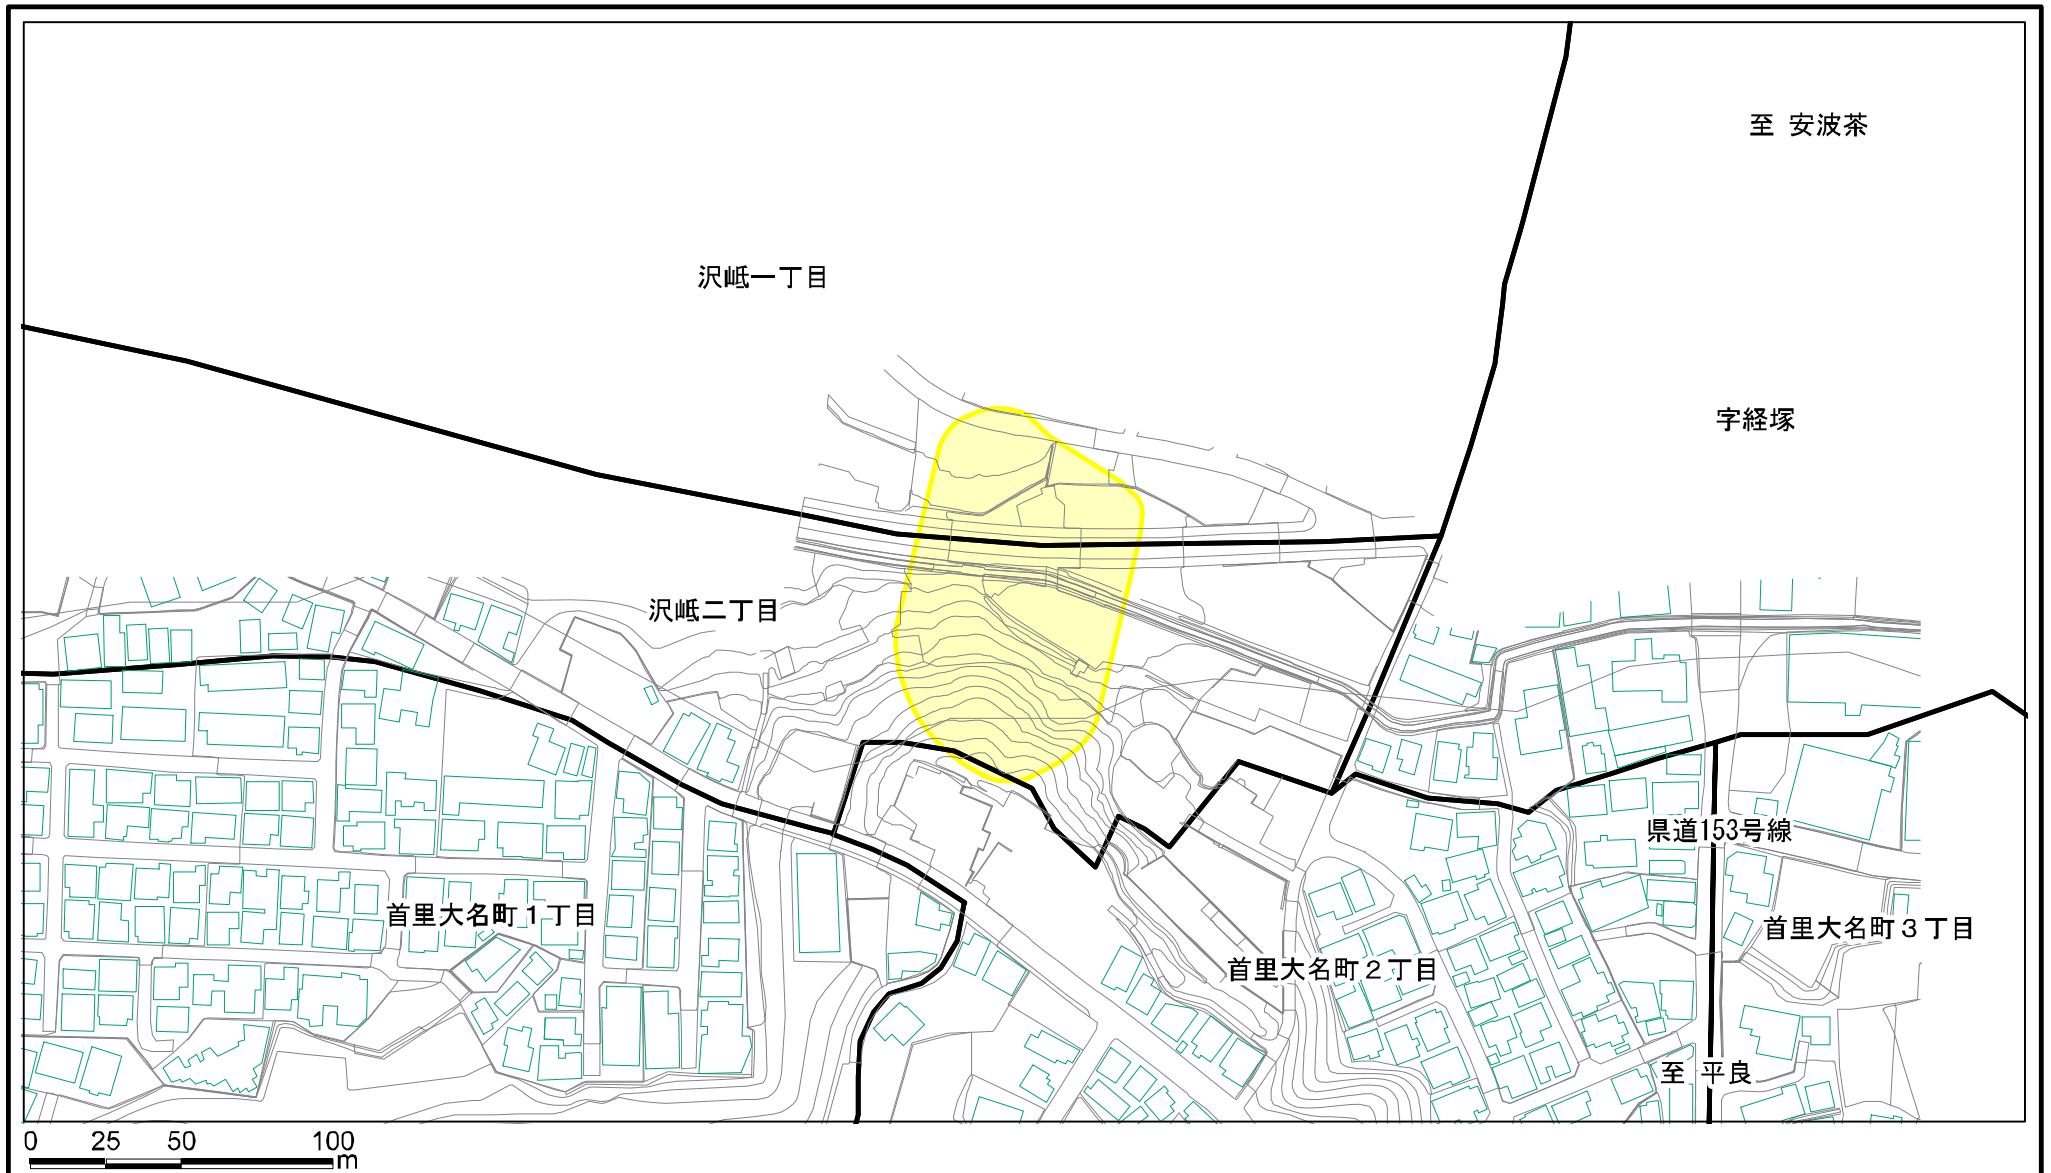 至 安波茶
沢岻一丁目
字経塚
沢岻二丁目
県道153号線
首里大名町１丁目
首里大名町３丁目
首里大名町２丁目
至 平良
0 25 50 100
m